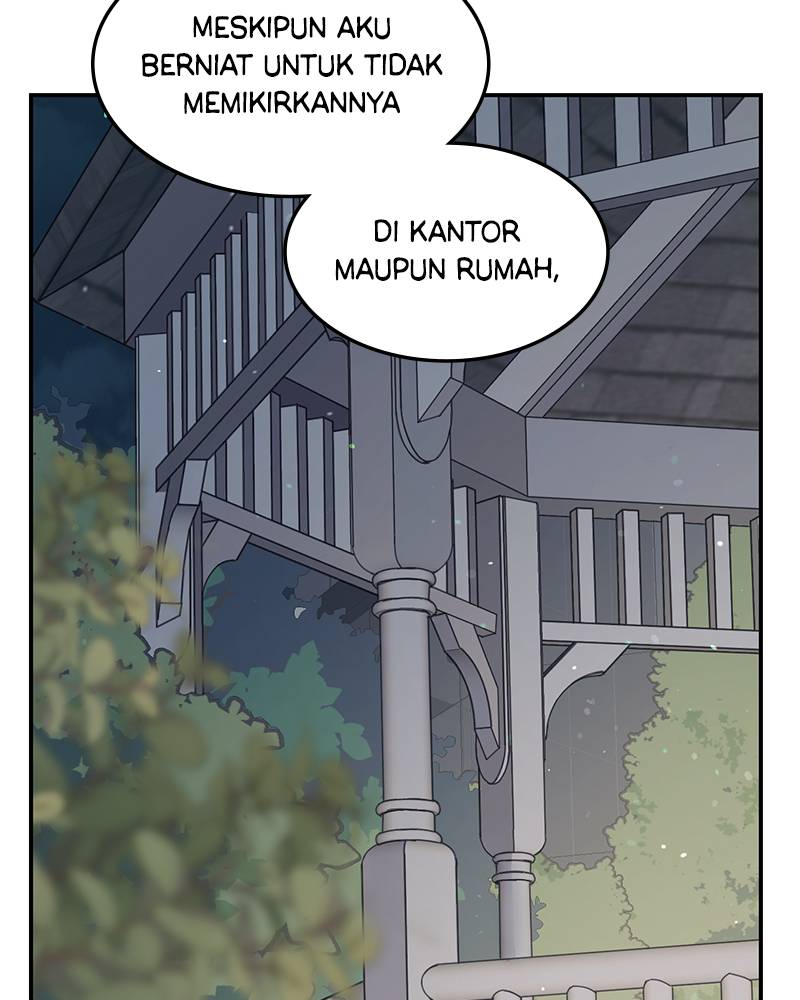 MESKIPUN AKU
BERNIAT UNTUK TIDAK
MEMIKIRKANNYA
DI KANTOR
MAUPUN RUMAH,